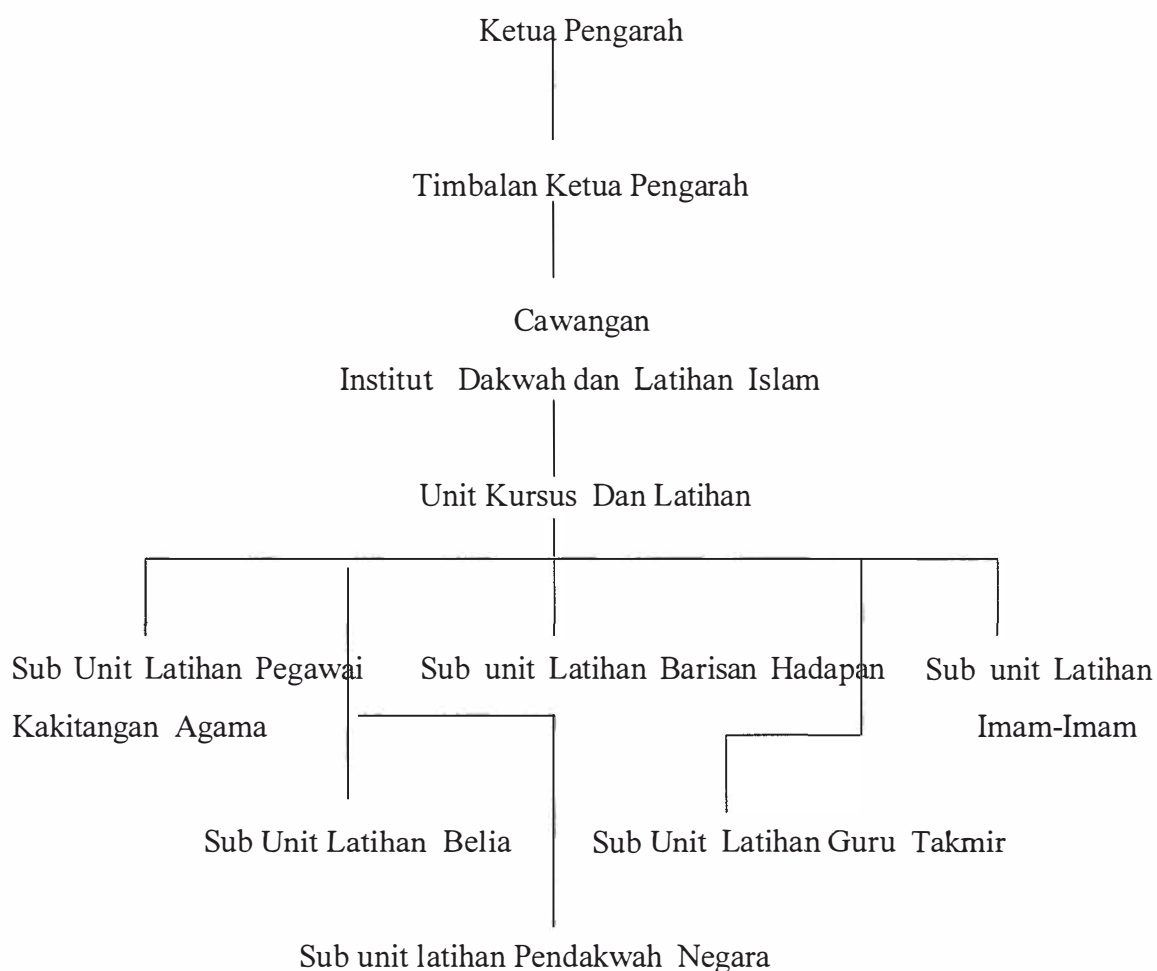 Ketua Pengarah
Timbalan Ketua Pengarah
Cawangan
Institut Dakwah dan Latihan Islam
Unit Kursus Dan Latihan
Sub Unit Latihan Pegawai
Kakitangan Agama
Sub unit Latihan Barisan Hadapan
Sub unit Latihan
Imam-Imam
Sub Unit Latihan Belia
Sub Unit Latihan Guru Takmir
Sub unit latihan Pendakwah Negara